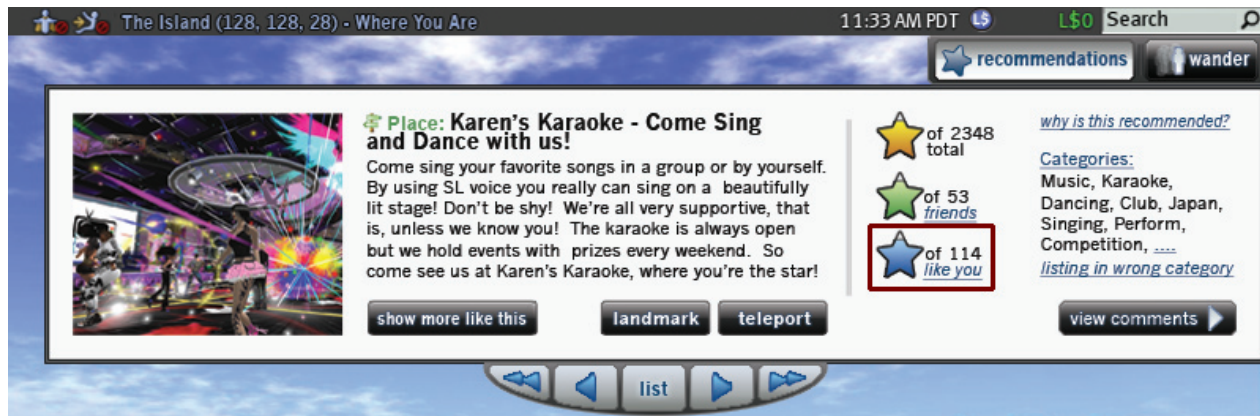 The Island (128, 128, 28) - Where You Are
11:33 AM PDT L$ L$0 Search
recommendations wander
Place: Karen's Karaoke - Come Sing
and Dance with us!
Come sing your favorite songs in a group or by yourself.
By using SL voice you really can sing on a beautifully
lit stage! Don't be shy! We're all very supportive, that
is, unless we know you! The karaoke is always open
but we hold events with prizes every weekend. So
come see us at Karen's Karaoke, where you're the star!
show more like this landmark teleport
of 2348
total
of 53
friends
of 114
like you
why is this recommended?
Categories:
Music, Karaoke,
Dancing, Club, Japan,
Singing, Perform,
Competition, ....
listing in wrong category
view comments
list